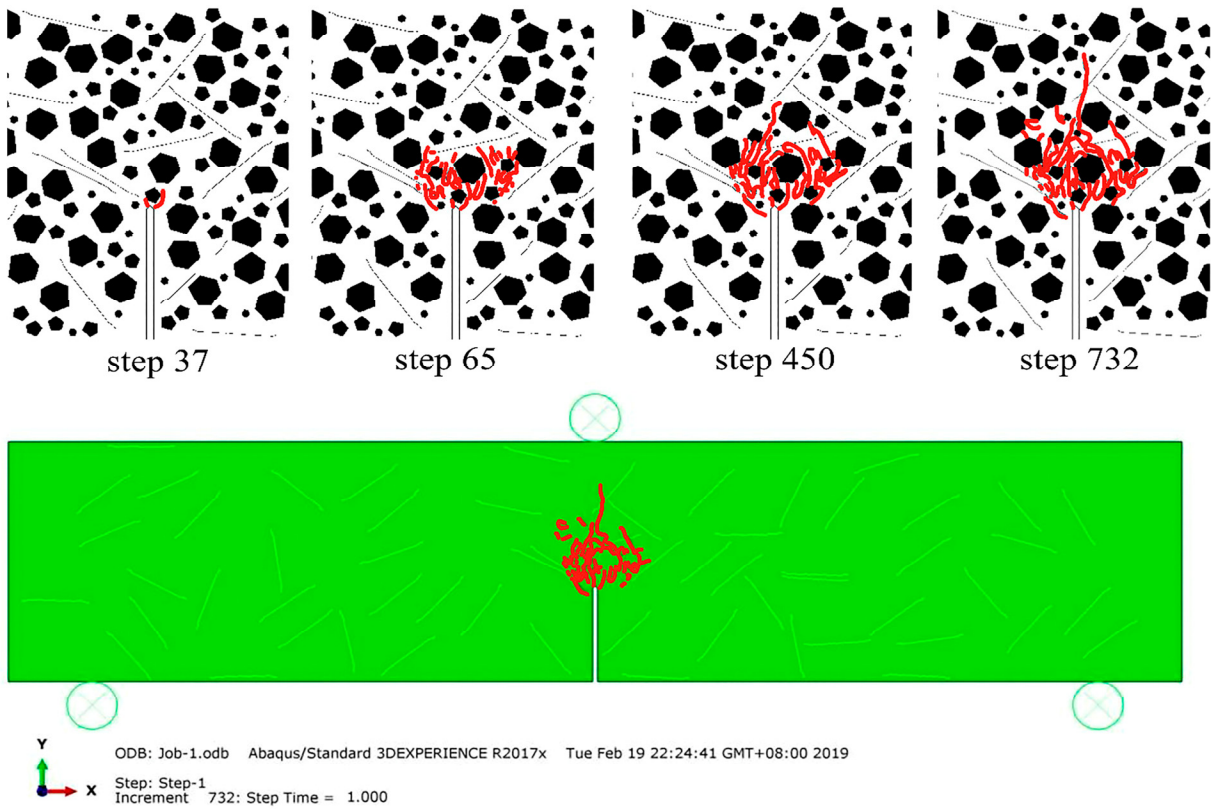 step 37
step 65
step 450
step 732
Y
X
ODB: Job-1.odb Abaqus/Standard 3DEXPERIENCE R2017x Tue Feb 19 22:24:41 GMT+08:00 2019
Step: Step-1
Increment 732: Step Time = 1.000